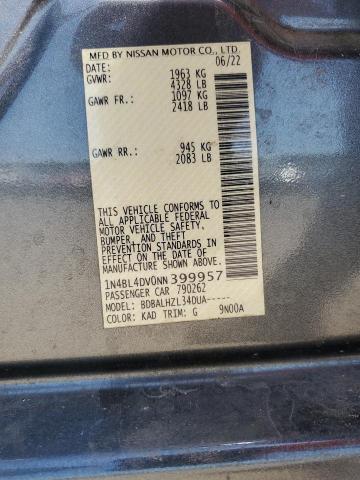 MFD BY NISSAN MOTOR CO., LTD.
DATE: 06/22
GVWR: 1963 KG
4328 LB
GAWR FR.: 1097 KG
2418 LB
GAWR RR.: 945 KG
2083 LB
THIS VEHICLE CONFORMS TO
ALL APPLICABLE FEDERAL
MOTOR VEHICLE SAFETY,
BUMPER, AND THEFT
PREVENTION STANDARDS IN
EFFECT ON THE DATE OF
MANUFACTURE SHOWN ABOVE.
1N4BL4DV0NN399957
PASSENGER CAR 790262
MODEL: BDBALHZL34DUA-----
COLOR: KAD TRIM: G 9N00A